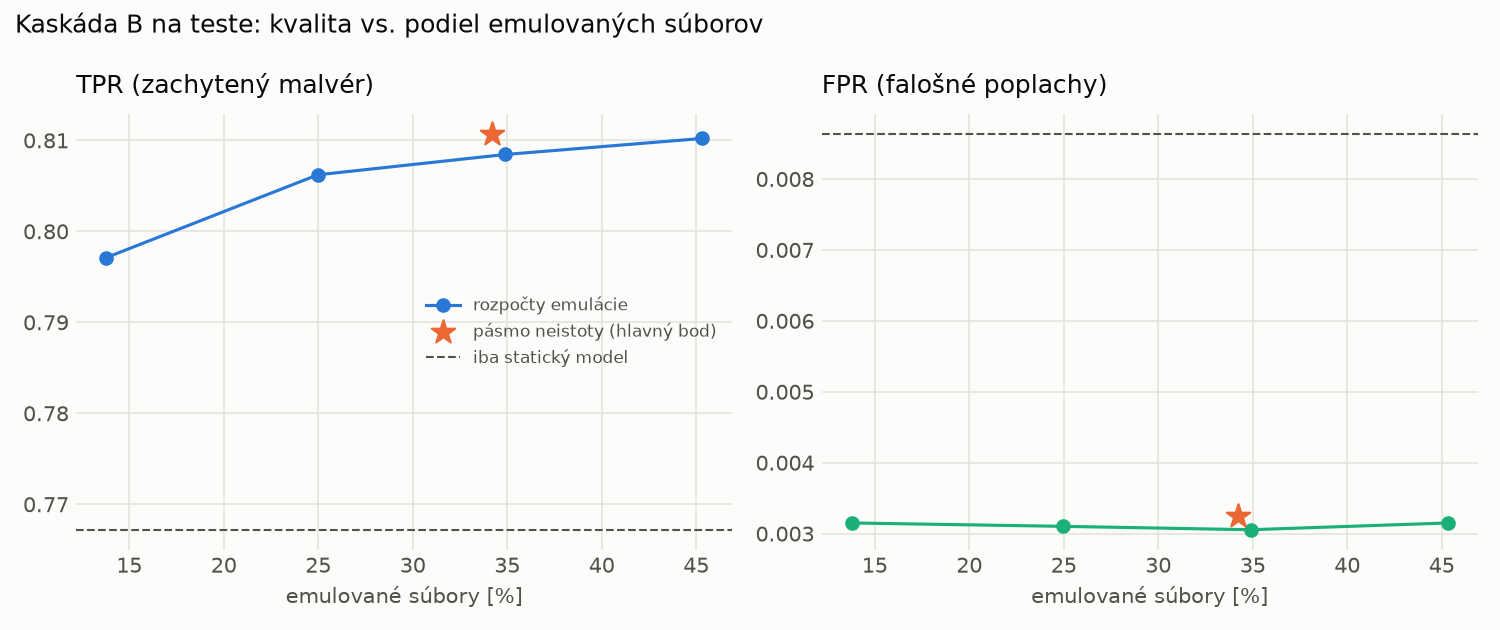 Kaskáda B na teste: kvalita vs. podiel emulovaných súborov
TPR (zachytený malvér)
0.81
0.80
0.79
0.78
0.77
rozpočty emulácie
pásmo neistoty (hlavný bod)
iba statický model
15 20 25 30 35 40 45
emulované súbory [%]
FPR (falošné poplachy)
0.008
0.007
0.006
0.005
0.004
0.003
15 20 25 30 35 40 45
emulované súbory [%]